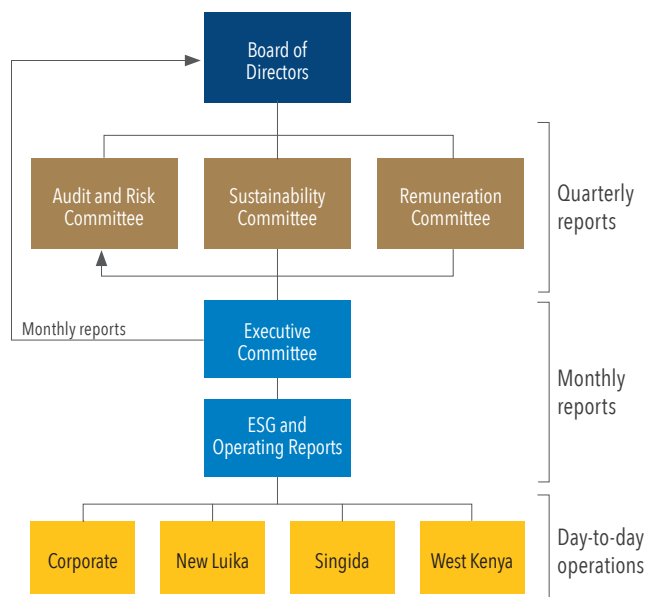 Board of
Directors
Audit and Risk
Committee
Sustainability
Committee
Remuneration
Committee
Quarterly
reports
Monthly reports
Executive
Committee
ESG and
Operating Reports
Monthly
reports
Corporate
New Luika
Singida
West Kenya
Day-to-day
operations